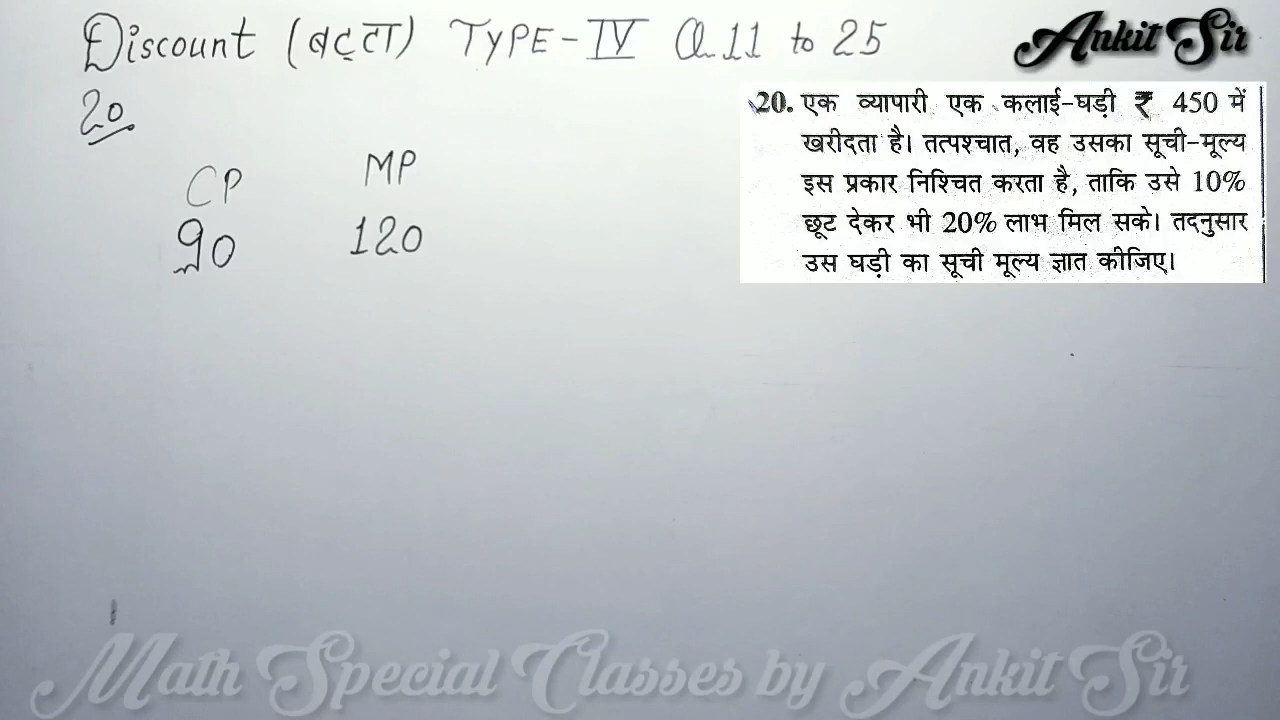 Discount (बट्टा) TYPE-IV Q.11 to 25
Ankit Sir
20
CP MP
90 120
20. एक व्यापारी एक कलाई-घड़ी ₹ 450 में
खरीदता है। तत्पश्चात, वह उसका सूची-मूल्य
इस प्रकार निश्चित करता है, ताकि उसे 10%
छूट देकर भी 20% लाभ मिल सके। तदनुसार
उस घड़ी का सूची मूल्य ज्ञात कीजिए।
Math Special Classes by Ankit Sir